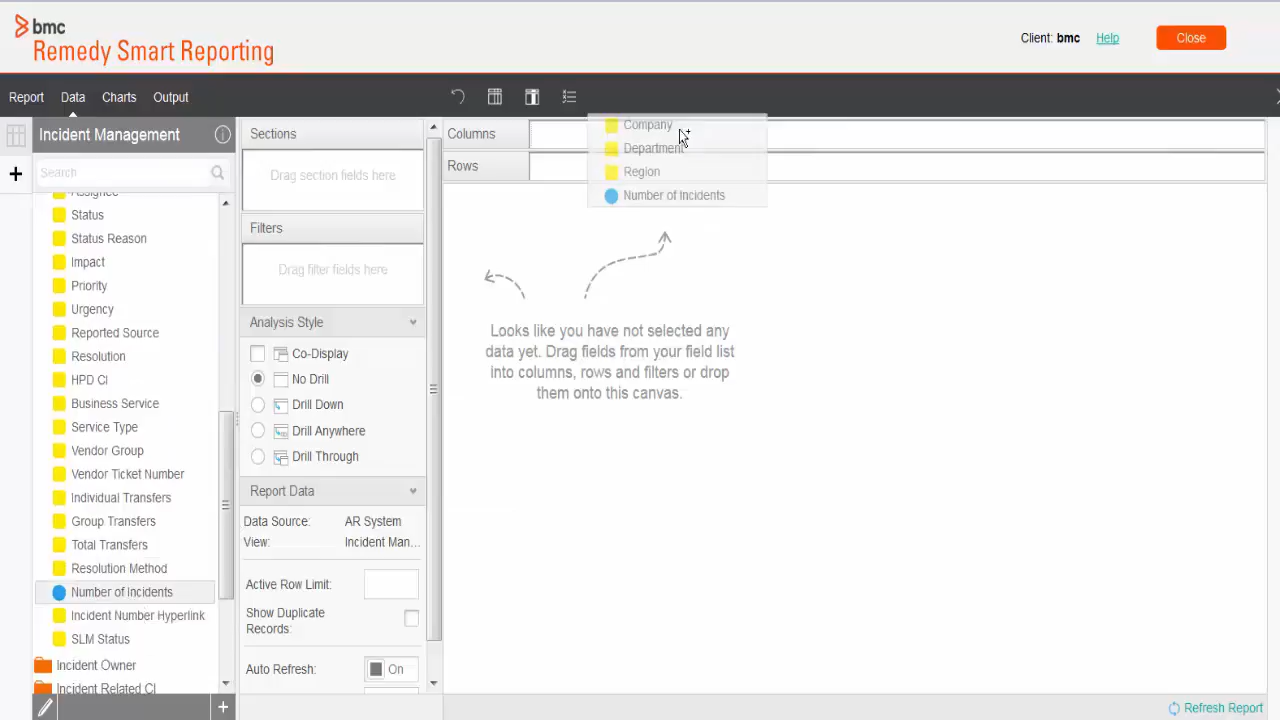 bmc
Remedy Smart Reporting
Client: bmc
Help
Close
Report
Data
Charts
Output
Incident Management
Search
Assignee
Status
Status Reason
Impact
Priority
Urgency
Reported Source
Resolution
HPD CI
Business Service
Service Type
Vendor Group
Vendor Ticket Number
Individual Transfers
Group Transfers
Total Transfers
Resolution Method
Number of Incidents
Incident Number Hyperlink
SLM Status
Incident Owner
Incident Related CI
Sections
Drag section fields here
Filters
Drag filter fields here
Analysis Style
Co-Display
No Drill
Drill Down
Drill Anywhere
Drill Through
Report Data
Data Source: AR System
View: Incident Man...
Active Row Limit:
Show Duplicate
Records:
Auto Refresh: On
Columns
Rows
Company
Department
Region
Number of Incidents
Looks like you have not selected any
data yet. Drag fields from your field list
into columns, rows and filters or drop
them onto this canvas.
Refresh Report